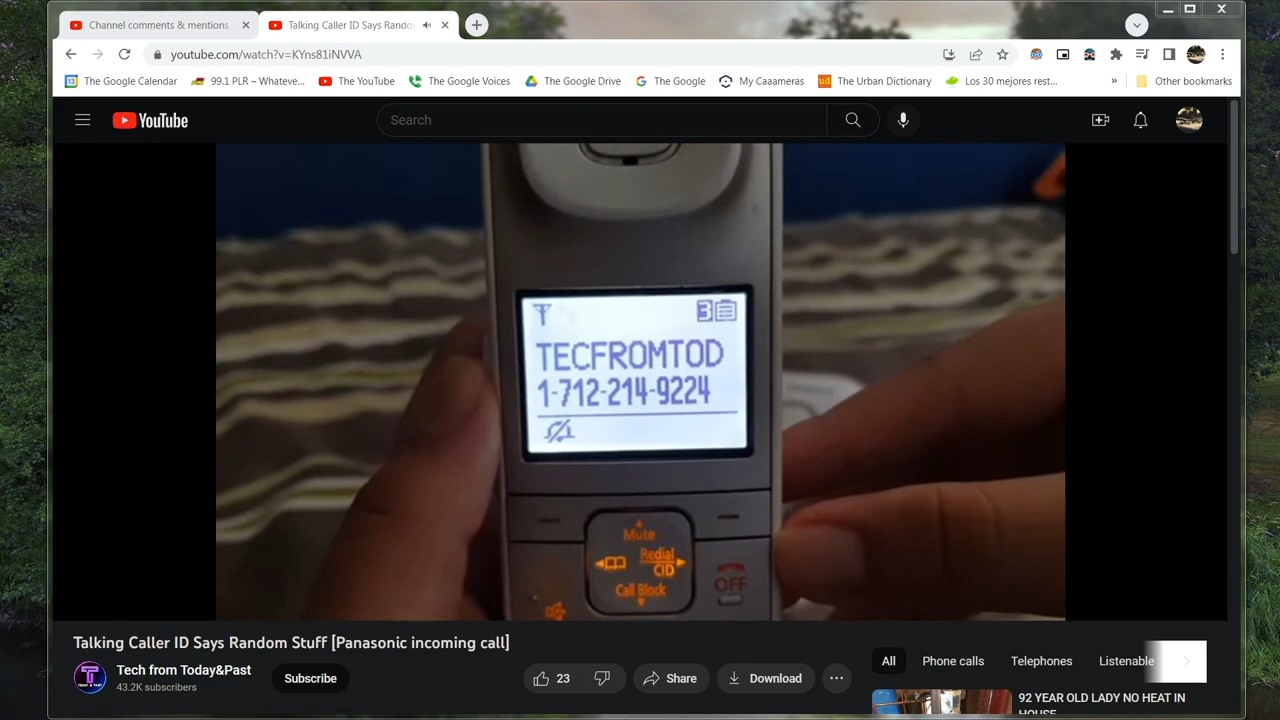 Channel comments & mentions -
Talking Caller ID Says Rando
youtube.com/watch?v=KYns81iNVVA
The Google Calendar
99.1 PLR – Whateve...
The YouTube
The Google Voices
The Google Drive
The Google
My Caaameras
The Urban Dictionary
Los 30 mejores rest...
»
Other bookmarks
YouTube
Search
3
TECFROMTOD
1-712-214-9224
Mute
Redial
CID
Call Block
OFF
Talking Caller ID Says Random Stuff [Panasonic incoming call]
Tech from Today&Past
43.2K subscribers
Subscribe
23
Share
Download
All
Phone calls
Telephones
Listenable
92 YEAR OLD LADY NO HEAT IN
HOUSE